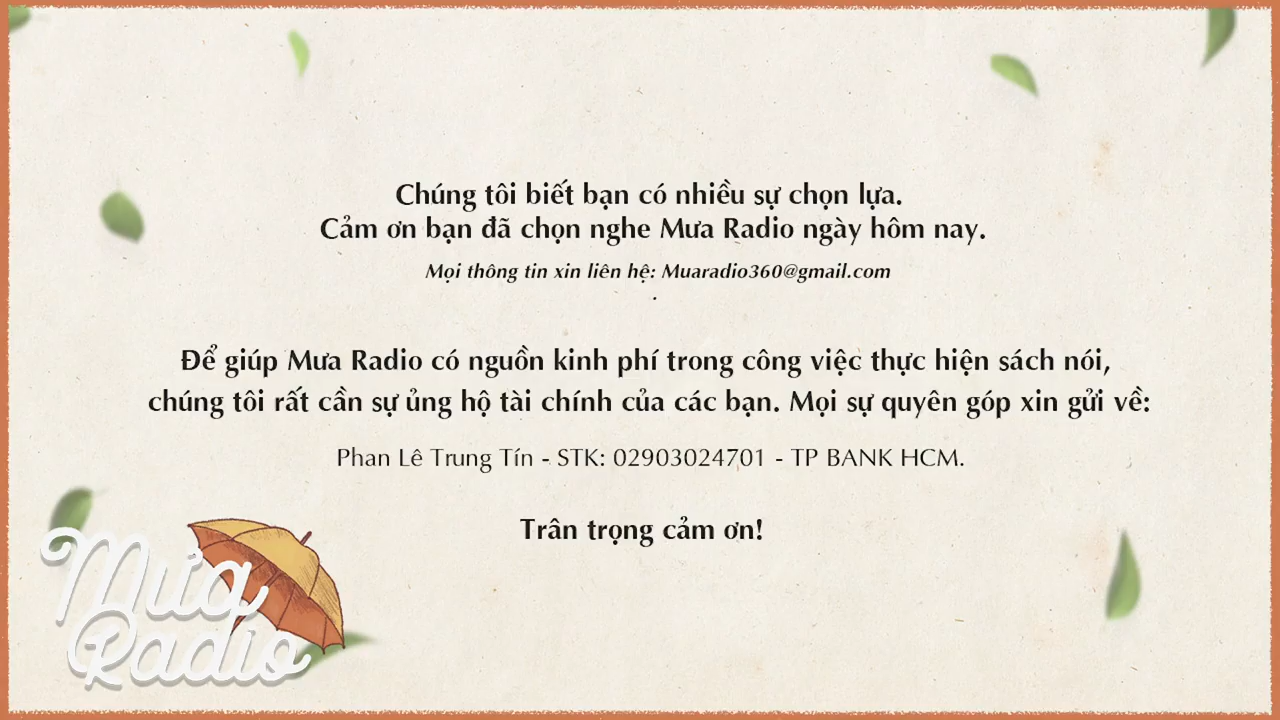 Chúng tôi biết bạn có nhiều sự chọn lựa.
Cảm ơn bạn đã chọn nghe Mưa Radio ngày hôm nay.
Mọi thông tin xin liên hệ: Muaradio360@gmail.com
.
Để giúp Mưa Radio có nguồn kinh phí trong công việc thực hiện sách nói,
chúng tôi rất cần sự ủng hộ tài chính của các bạn. Mọi sự quyên góp xin gửi về:
Phan Lê Trung Tín - STK: 02903024701 - TP BANK HCM.
Trân trọng cảm ơn!
Mưa
Radio